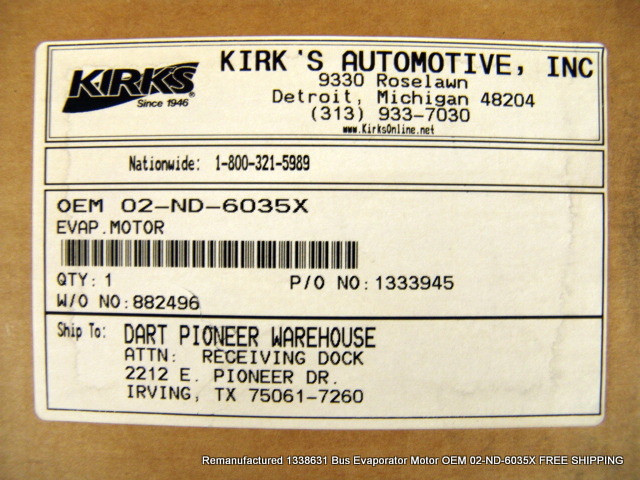 KIRK'S
Since 1946
KIRK 'S AUTOMOTIVE, INC
9330 Roselawn
Detroit, Michigan 48204
(313) 933-7030
www.KirksOnline.net
Nationwide: 1-800-321-5989
OEM 02-ND-6035X
EVAP.MOTOR
QTY: 1 P/O NO: 1333945
W/O NO: 882496
Ship To: DART PIONEER WAREHOUSE
ATTN: RECEIVING DOCK
2212 E. PIONEER DR.
IRVING, TX 75061-7260
Remanufactured 1338631 Bus Evaporator Motor OEM 02-ND-6035X FREE SHIPPING